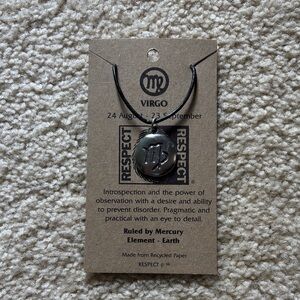 VIRGO
24 August - 23 September
RESPECT
RESPECT
Introspection and the power of
observation with a desire and ability
to prevent disorder. Pragmatic and
practical with an eye to detail.
Ruled by Mercury
Element - Earth
Made from Recycled Paper
RESPECT